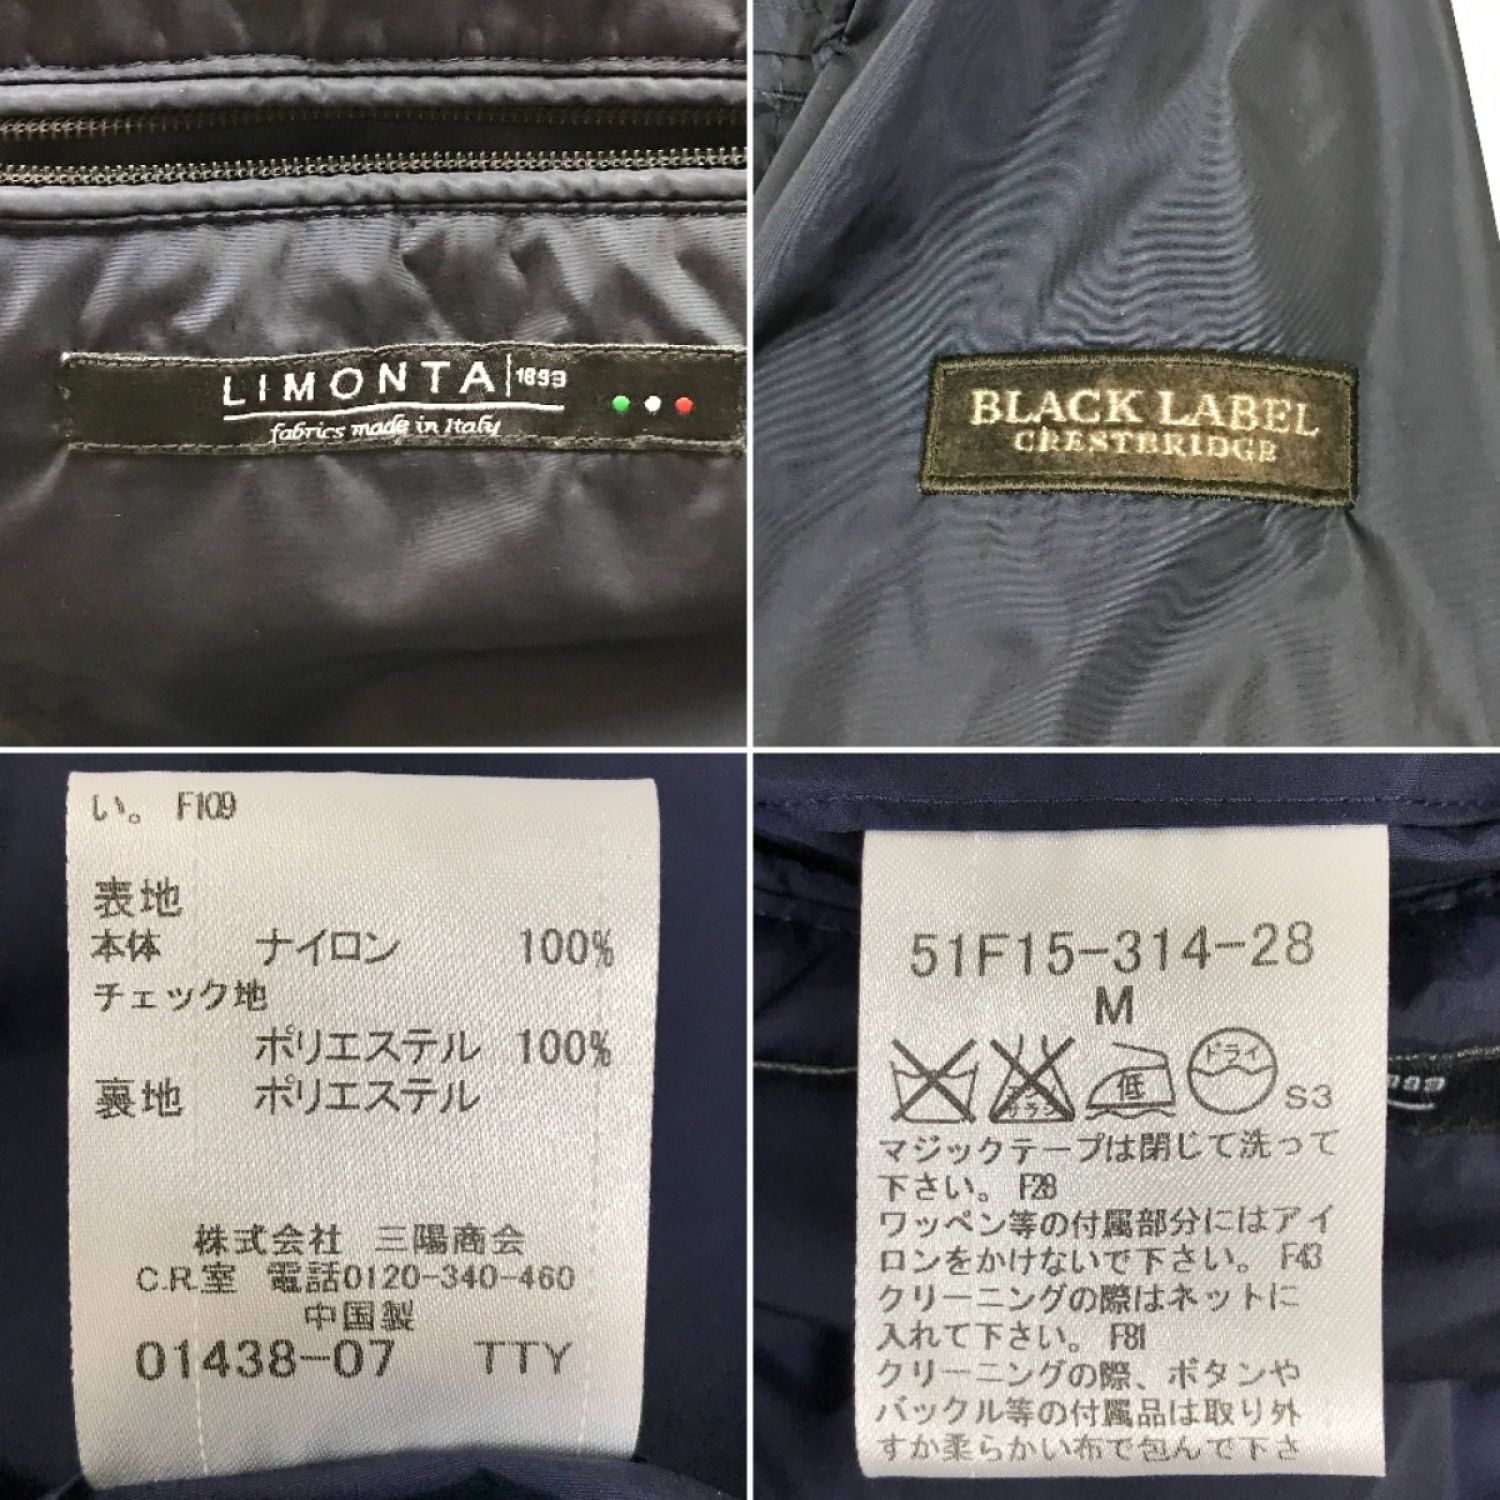 LIMONTA 1893
fabrics made in Italy
BLACK LABEL
CRESTBRIDGE
い。 F109
表地
本体 ナイロン 100%
チェック地
ポリエステル 100%
裏地 ポリエステル
株式会社 三陽商会
C.R.室 電話0120-340-460
中国製
01438-07 TTY
51F15-314-28
M
エンソ サラシ 低 ドライ S3
マジックテープは閉じて洗って
下さい。 F28
ワッペン等の付属部分にはアイ
ロンをかけないで下さい。 F43
クリーニングの際はネットに
入れて下さい。 F81
クリーニングの際、ボタンや
バックル等の付属品は取り外
すか柔らかい布で包んで下さ